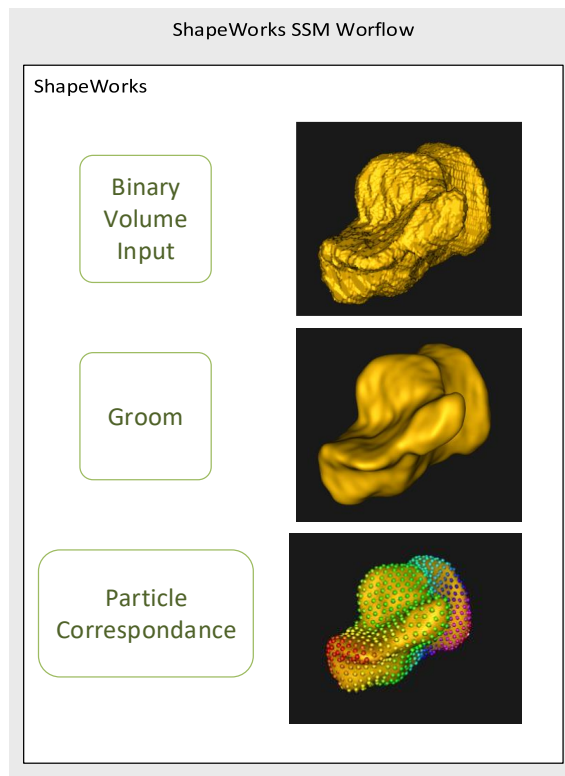 ShapeWorks SSM Worflow
ShapeWorks
Binary
Volume
Input
Groom
Particle
Correspondance